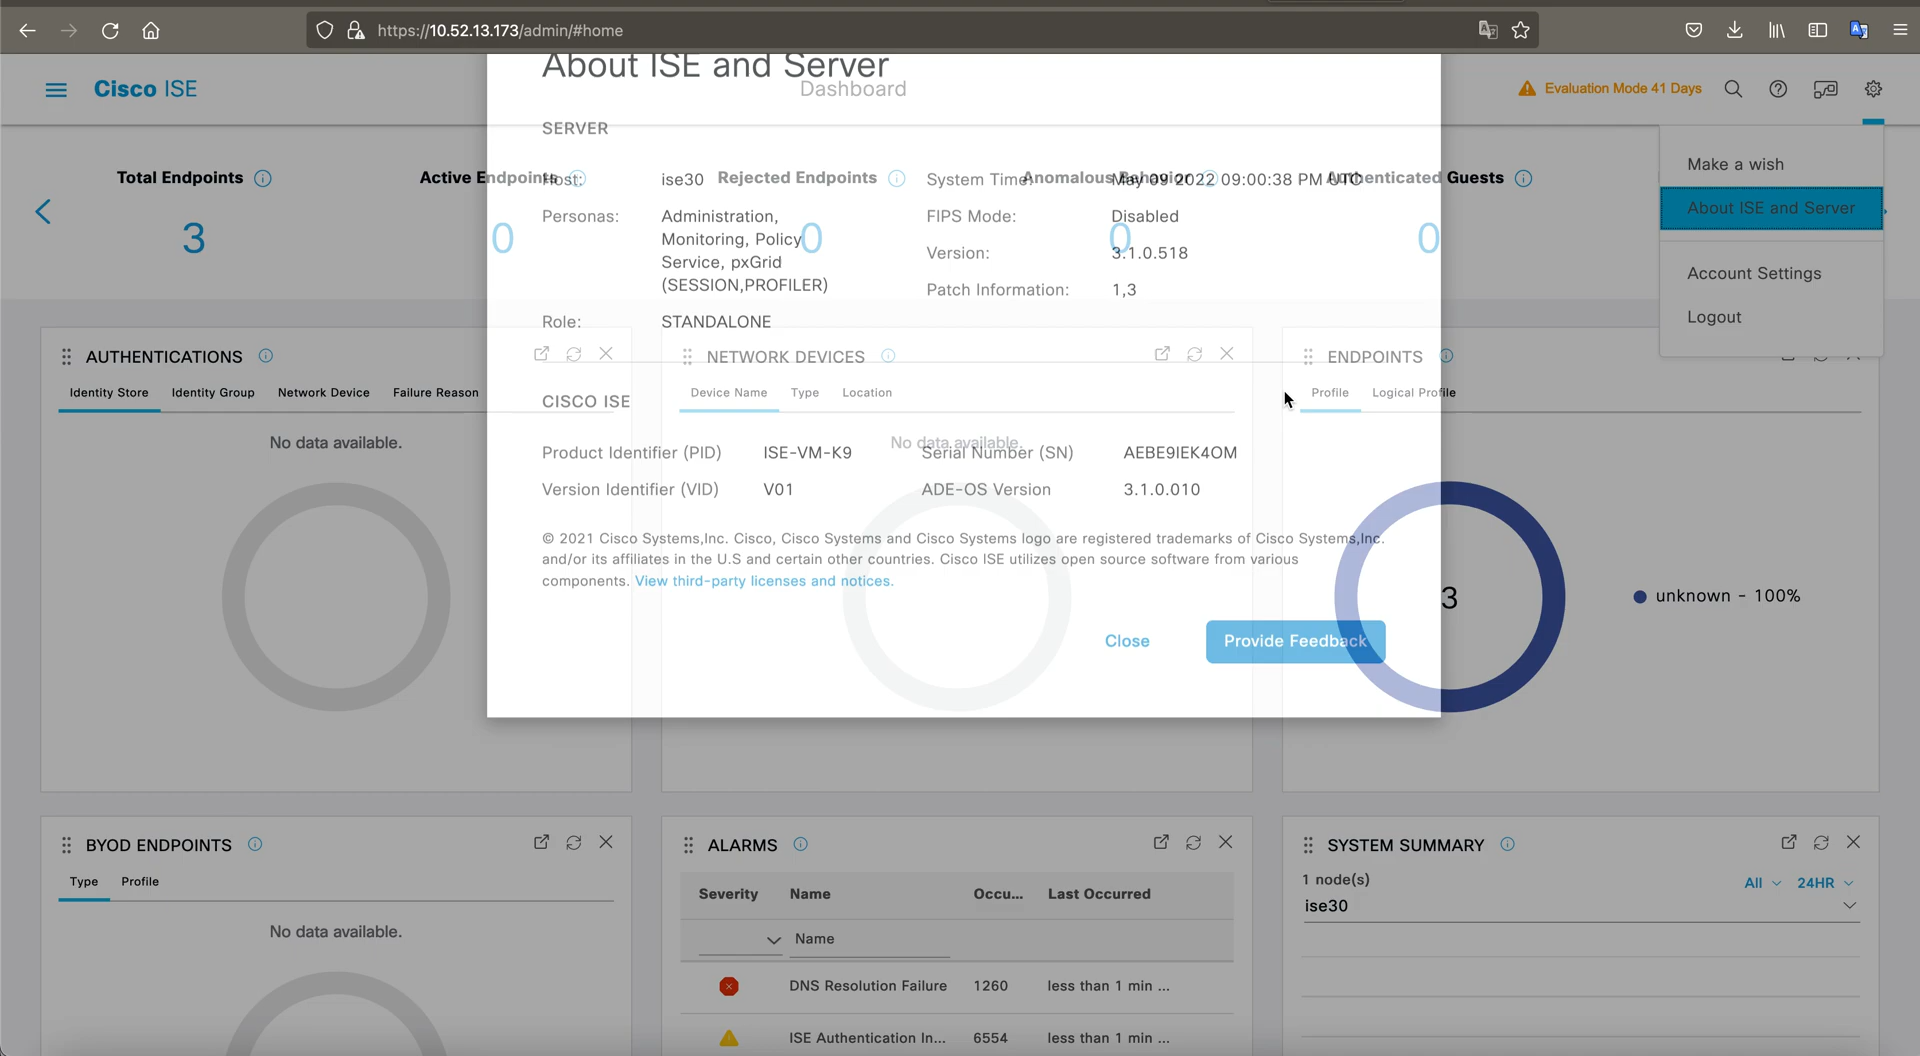 https://10.52.13.173/admin/#home
Cisco ISE
About ISE and Server
Dashboard
Evaluation Mode 41 Days
SERVER
Make a wish
About ISE and Server
Account Settings
Logout
Total Endpoints
3
Active Endpoints
0
Rejected Endpoints
0
Anomalous Behavior
0
Authenticated Guests
0
Host: ise30
System Time: May 09 2022 09:00:38 PM UTC
Personas: Administration,
Monitoring, Policy
Service, pxGrid
(SESSION,PROFILER)
FIPS Mode: Disabled
Version: 3.1.0.518
Patch Information: 1,3
Role: STANDALONE
AUTHENTICATIONS
Identity Store Identity Group Network Device Failure Reason
No data available.
NETWORK DEVICES
Device Name Type Location
No data available.
ENDPOINTS
Profile Logical Profile
3
unknown - 100%
CISCO ISE
Product Identifier (PID) ISE-VM-K9 Serial Number (SN) AEBE9IEK4OM
Version Identifier (VID) V01 ADE-OS Version 3.1.0.010
© 2021 Cisco Systems,Inc. Cisco, Cisco Systems and Cisco Systems logo are registered trademarks of Cisco Systems,Inc.
and/or its affiliates in the U.S and certain other countries. Cisco ISE utilizes open source software from various
components. View third-party licenses and notices.
Close Provide Feedback
BYOD ENDPOINTS
Type Profile
No data available.
ALARMS
Severity Name Occu... Last Occurred
Name
DNS Resolution Failure 1260 less than 1 min ...
ISE Authentication In... 6554 less than 1 min ...
SYSTEM SUMMARY
1 node(s)
All 24HR
ise30